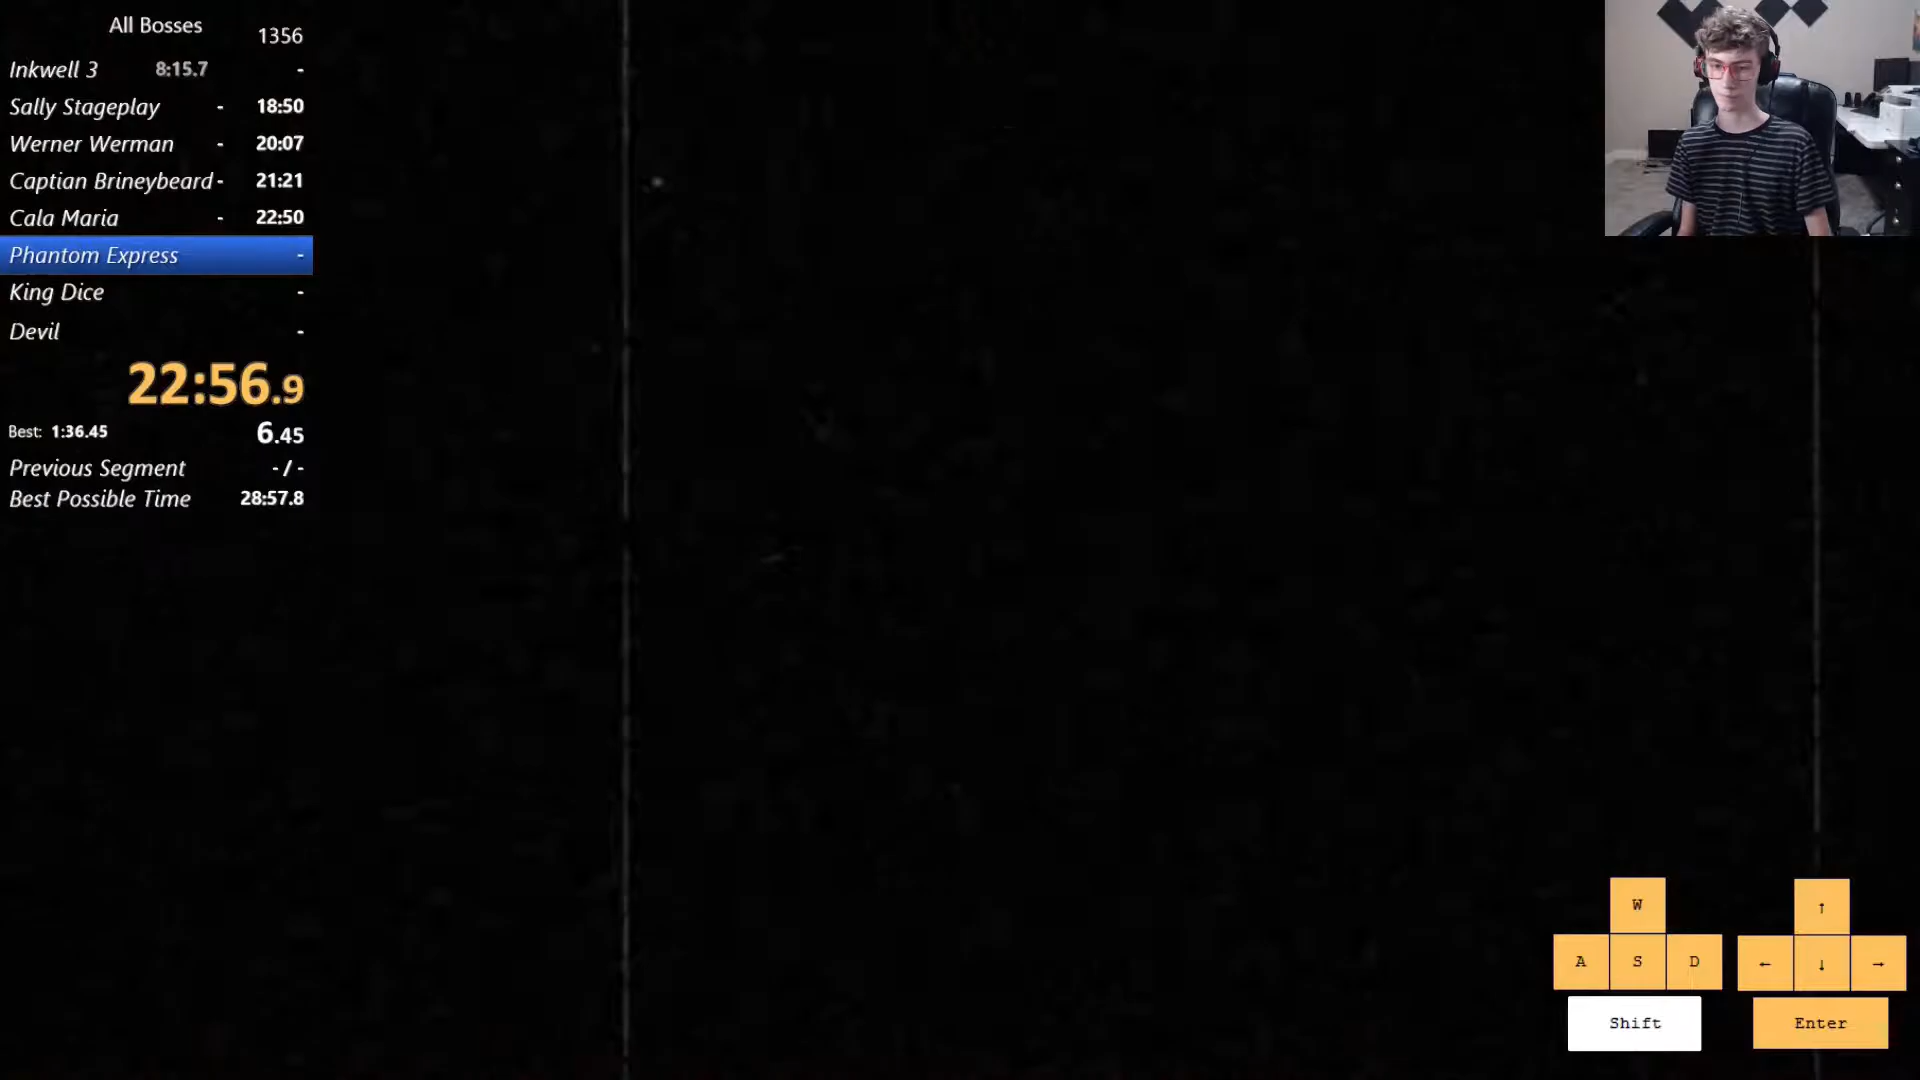 All Bosses
1356
Inkwell 3 8:15.7 -
Sally Stageplay - 18:50
Werner Werman - 20:07
Captian Brineybeard - 21:21
Cala Maria - 22:50
Phantom Express -
King Dice -
Devil -
22:56.9
Best: 1:36.45 6.45
Previous Segment - / -
Best Possible Time 28:57.8
W ↑
A S D ← ↓ →
Shift Enter